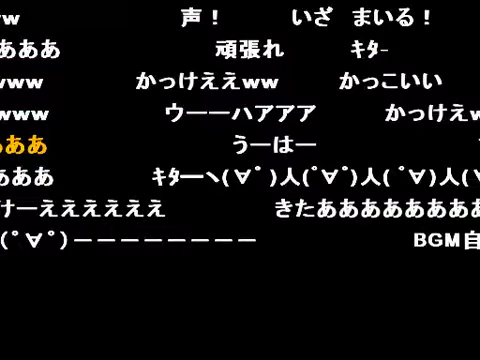 ww 声! いざ まいる!
あああ 頑張れ ｷﾀ-
www かっけええww かっこいい
www ウーーハアアア かっけえw
ああ うーはー
あああ ｷﾀ━ヽ(∀ﾟ)人(ﾟ∀ﾟ)人( ﾟ∀)人(∀
けーええええええ きたああああああああ
(ﾟ∀ﾟ)ーーーーーーーー BGM自